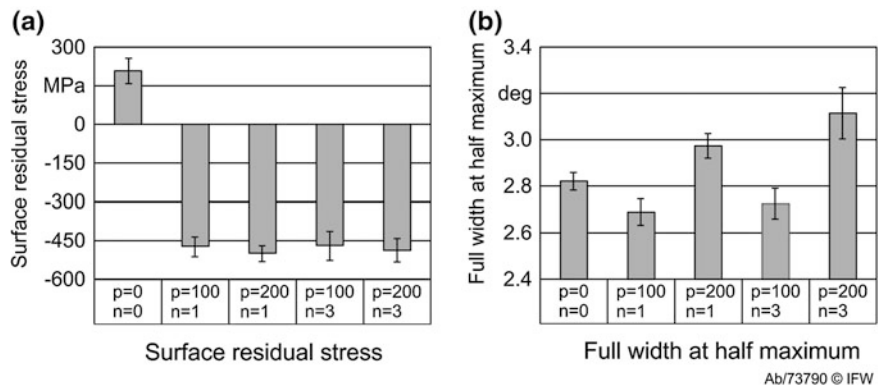 (a)
Surface residual stress
300
MPa
0
-150
-300
-450
-600
p=0 p=100 p=200 p=100 p=200
n=0 n=1 n=1 n=3 n=3
Surface residual stress
(b)
Full width at half maximum
3.4
deg
3.0
2.8
2.6
2.4
p=0 p=100 p=200 p=100 p=200
n=0 n=1 n=1 n=3 n=3
Full width at half maximum
Ab/73790 © IFW